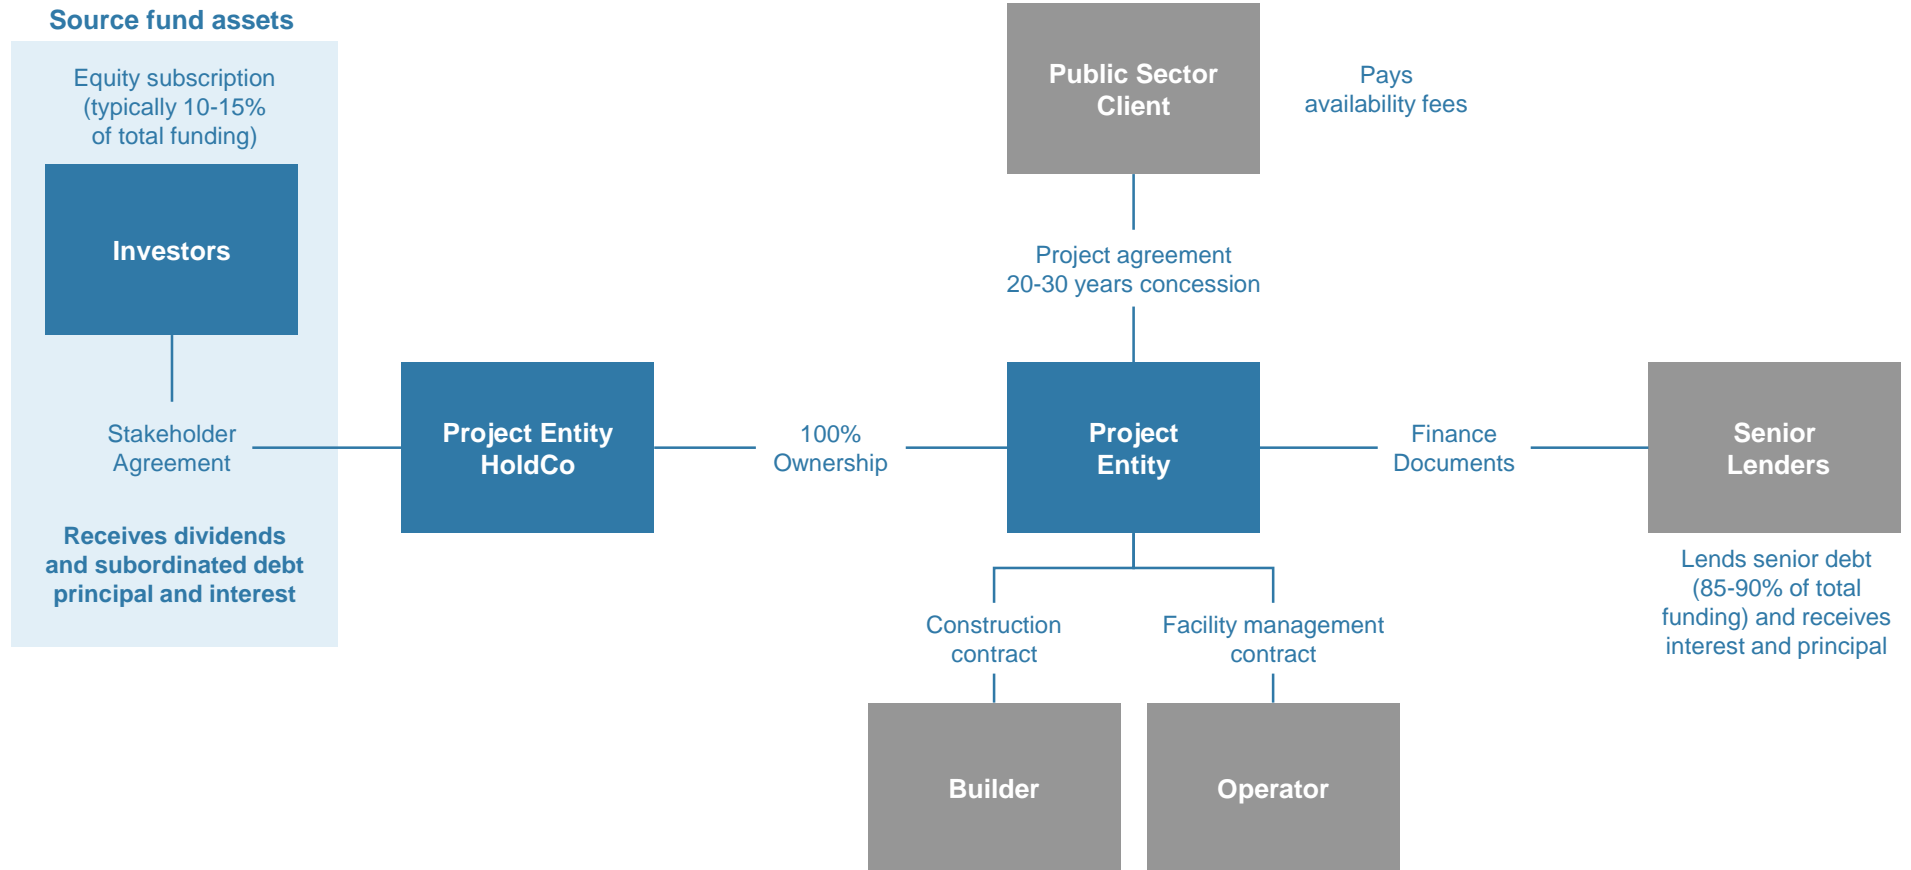 Source fund assets
Equity subscription
(typically 10-15%
of total funding)
Investors
Stakeholder
Agreement
Receives dividends
and subordinated debt
principal and interest
Project Entity
HoldCo
100%
Ownership
Public Sector
Client
Pays
availability fees
Project agreement
20-30 years concession
Project
Entity
Finance
Documents
Senior
Lenders
Lends senior debt
(85-90% of total
funding) and receives
interest and principal
Construction
contract
Facility management
contract
Builder
Operator